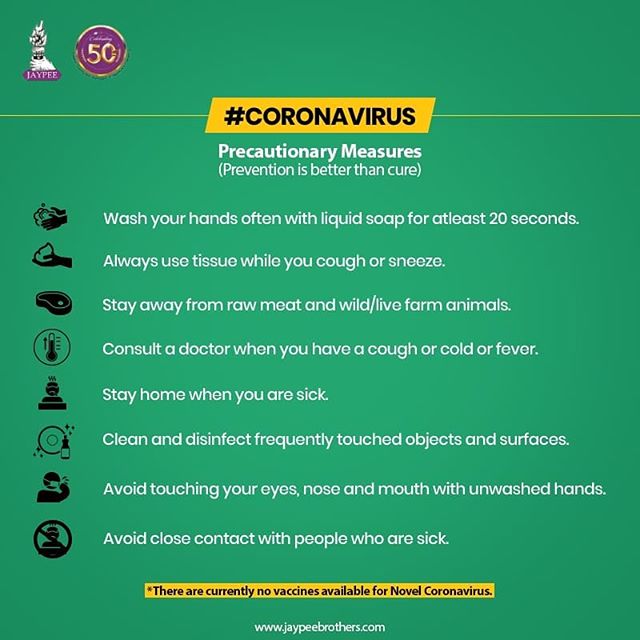 JAYPEE
Celebrating
50
#CORONAVIRUS
Precautionary Measures
(Prevention is better than cure)
Wash your hands often with liquid soap for atleast 20 seconds.
Always use tissue while you cough or sneeze.
Stay away from raw meat and wild/live farm animals.
Consult a doctor when you have a cough or cold or fever.
Stay home when you are sick.
Clean and disinfect frequently touched objects and surfaces.
Avoid touching your eyes, nose and mouth with unwashed hands.
Avoid close contact with people who are sick.
*There are currently no vaccines available for Novel Coronavirus.
www.jaypeebrothers.com